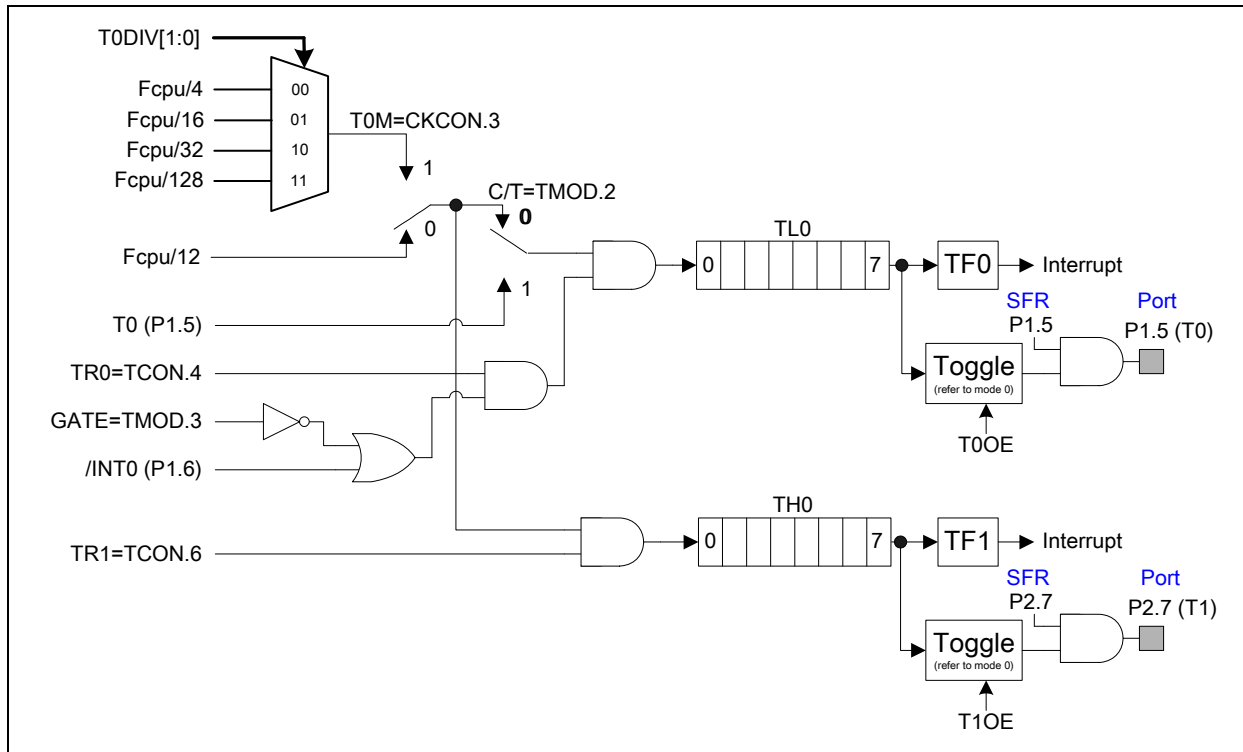 T0DIV[1:0]
Fcpu/4
00
Fcpu/16
01
T0M=CKCON.3
Fcpu/32
10
Fcpu/128
11
1
C/T=TMOD.2
0
0
Fcpu/12
TL0
0
7
TF0
Interrupt
1
T0 (P1.5)
SFR
Port
P1.5
P1.5 (T0)
TR0=TCON.4
Toggle
(refer to mode 0)
GATE=TMOD.3
T0OE
/INT0 (P1.6)
TH0
0
7
TF1
Interrupt
TR1=TCON.6
SFR
Port
P2.7
P2.7 (T1)
Toggle
(refer to mode 0)
T1OE